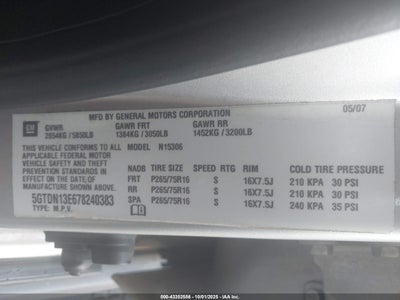 05/07
MFD BY GENERAL MOTORS CORPORATION
GM
GVWR GAWR FRT GAWR RR
2654KG / 5850LB 1384KG / 3050LB 1452KG / 3200LB
THIS VEHICLE CONFORMS TO ALL APPLICABLE FEDERAL MOTOR VEHICLE SAFETY AND THEFT PREVENTION STANDARDS IN EFFECT ON THE DATE OF MANUFACTURE SHOWN ABOVE.
5GTDN13E678240383
TYPE: M.P.V.
MODEL N15306
TIRE SIZE SPEED RTG RIM COLD TIRE PRESSURE
FRT P265/75R16 S 16X7.5J 210 KPA 30 PSI
RR P265/75R16 S 16X7.5J 210 KPA 30 PSI
SPA P265/75R16 S 16X7.5J 240 KPA 35 PSI
000-43352556 - 10/01/2025 - IAAI.COM